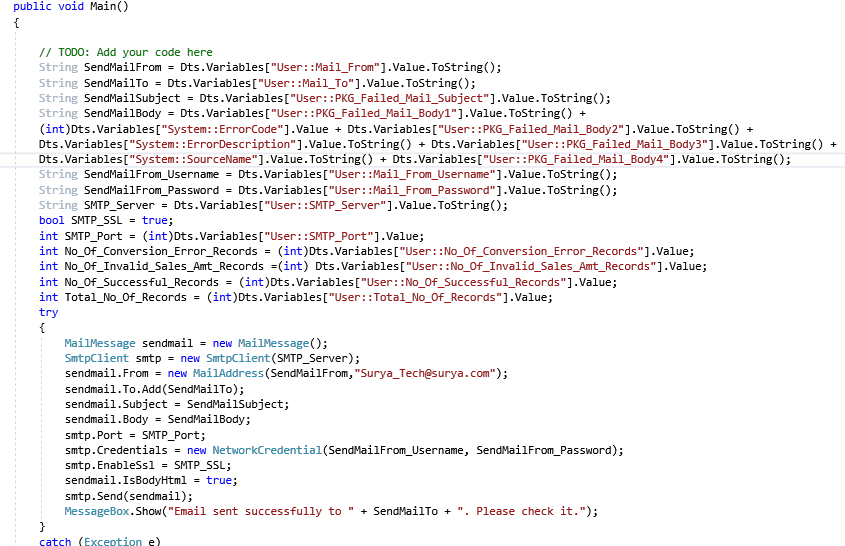 public void Main()
{
// TODO: Add your code here
String SendMailFrom = Dts.Variables["User::Mail_From"].Value.ToString();
String SendMailTo = Dts.Variables["User::Mail_To"].Value.ToString();
String SendMailSubject = Dts.Variables["User::PKG_Failed_Mail_Subject"].Value.ToString();
String SendMailBody = Dts.Variables["User::PKG_Failed_Mail_Body1"].Value.ToString() +
(int)Dts.Variables["System::ErrorCode"].Value + Dts.Variables["User::PKG_Failed_Mail_Body2"].Value.ToString() +
Dts.Variables["System::ErrorDescription"].Value.ToString() + Dts.Variables["User::PKG_Failed_Mail_Body3"].Value.ToString() +
Dts.Variables["System::SourceName"].Value.ToString() + Dts.Variables["User::PKG_Failed_Mail_Body4"].Value.ToString();
String SendMailFrom_Username = Dts.Variables["User::Mail_From_Username"].Value.ToString();
String SendMailFrom_Password = Dts.Variables["User::Mail_From_Password"].Value.ToString();
String SMTP_Server = Dts.Variables["User::SMTP_Server"].Value.ToString();
bool SMTP_SSL = true;
int SMTP_Port = (int)Dts.Variables["User::SMTP_Port"].Value;
int No_Of_Conversion_Error_Records = (int)Dts.Variables["User::No_Of_Conversion_Error_Records"].Value;
int No_Of_Invalid_Sales_Amt_Records =(int) Dts.Variables["User::No_Of_Invalid_Sales_Amt_Records"].Value;
int No_Of_Successful_Records = (int)Dts.Variables["User::No_Of_Successful_Records"].Value;
int Total_No_Of_Records = (int)Dts.Variables["User::Total_No_Of_Records"].Value;
try
{
MailMessage sendmail = new MailMessage();
SmtpClient smtp = new SmtpClient(SMTP_Server);
sendmail.From = new MailAddress(SendMailFrom,"Surya_Tech@surya.com");
sendmail.To.Add(SendMailTo);
sendmail.Subject = SendMailSubject;
sendmail.Body = SendMailBody;
smtp.Port = SMTP_Port;
smtp.Credentials = new NetworkCredential(SendMailFrom_Username, SendMailFrom_Password);
smtp.EnableSsl = SMTP_SSL;
sendmail.IsBodyHtml = true;
smtp.Send(sendmail);
MessageBox.Show("Email sent successfully to " + SendMailTo + ". Please check it.");
}
catch (Exception e)